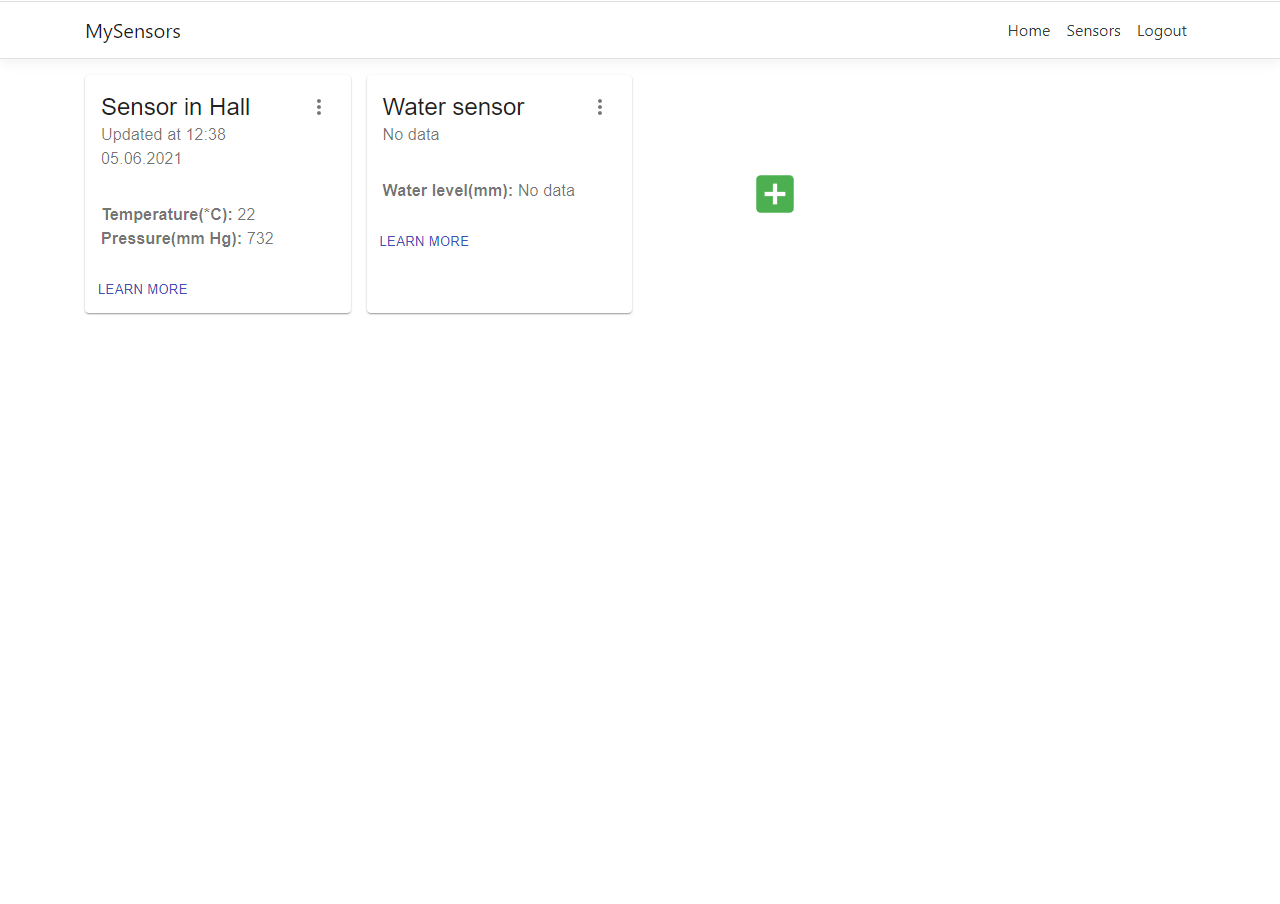 MySensors
Home Sensors Logout
Sensor in Hall
Updated at 12:38
05.06.2021
Temperature(*C): 22
Pressure(mm Hg): 732
LEARN MORE
Water sensor
No data
Water level(mm): No data
LEARN MORE